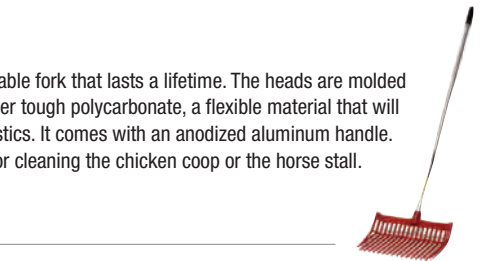 able fork that lasts a lifetime. The heads are molded
er tough polycarbonate, a flexible material that will
stics. It comes with an anodized aluminum handle.
or cleaning the chicken coop or the horse stall.